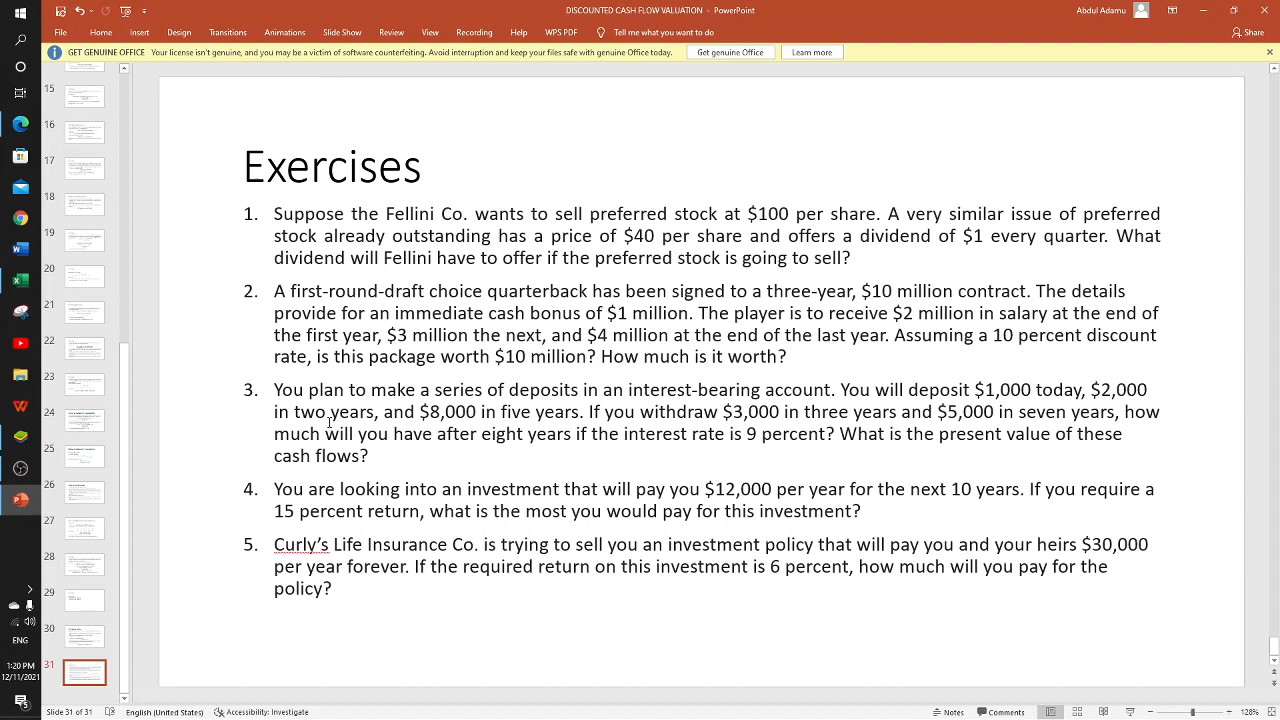 DISCOUNTED CASH FLOW VALUATION - PowerPoint
Abdul Adamu
File
Home
Insert
Design
Transitions
Animations
Slide Show
Review
View
Recording
Help
WPS PDF
Tell me what you want to do
Share
GET GENUINE OFFICE Your license isn't genuine, and you may be a victim of software counterfeiting. Avoid interruption and keep your files safe with genuine Office today.
Get genuine Office
Learn more
15
16
17
18
19
20
21
22
23
24
25
26
27
28
29
30
31
Exercises
1. Suppose the Fellini Co. wants to sell preferred stock at $100 per share. A very similar issue of preferred
stock already outstanding has a price of $40 per share and offers a dividend of $1 every quarter. What
dividend will Fellini have to offer if the preferred stock is going to sell?
2. A first-round-draft choice quarterback has been signed to a three-year, $10 million contract. The details
provide for an immediate cash bonus of $1 million. The player is to receive $2 million in salary at the end of
the first year, $3 million the next, and $4 million at the end of the last year. Assuming a 10 percent discount
rate, is this package worth $10 million? How much is it worth?
3. You plan to make a series of deposits in an interest-bearing account. You will deposit $1,000 today, $2,000
in two years, and $8,000 in five years. If you withdraw $3,000 in three years and $5,000 in seven years, how
much will you have after eight years if the interest rate is 9 percent? What is the present value of these
cash flows?
4. You are looking into an investment that will pay you $12,000 per year for the next 10 years. If you require a
15 percent return, what is the most you would pay for this investment?
5. Curly's Life Insurance Co. is trying to sell you an investment policy that will pay you and your heirs $30,000
per year forever. If the required return on this investment is 6 percent, how much will you pay for the
policy?
ENG
1:20 PM
12/11/2021
Slide 31 of 31
English (United States)
Accessibility: Investigate
Notes
Comments
128%